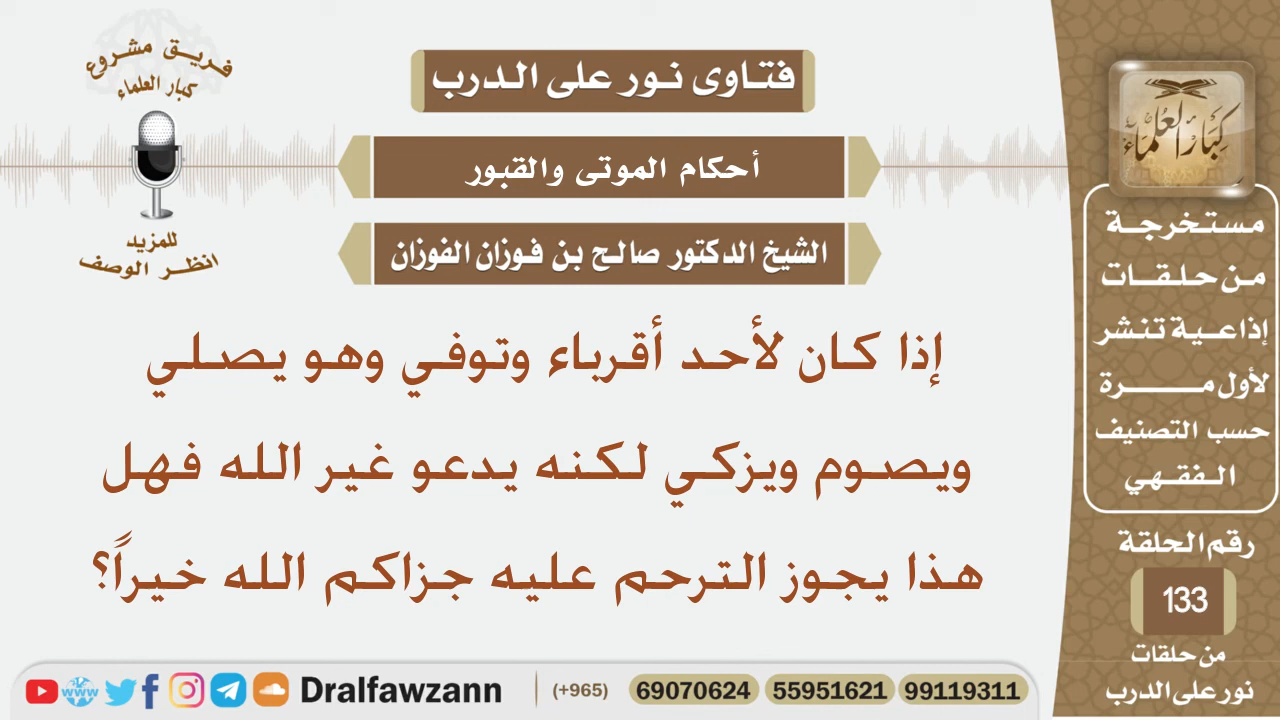 فريق مشروع
كبار العلماء
للمزيد
انظر الوصف
فتاوى نور على الدرب
أحكام الموتى والقبور
الشيخ الدكتور صالح بن فوزان الفوزان
إذا كان لأحد أقرباء وتوفي وهو يصلي
ويصوم ويزكي لكنه يدعو غير الله فهل
هذا يجوز الترحم عليه جزاكم الله خيراً؟
كبار العلماء
مستخرجة
من حلقات
إذاعية تنشر
لأول مرة
حسب التصنيف
الفقهي
رقم الحلقة
133
من حلقات
نور على الدرب
www
Dralfawzann
(+965) 69070624 55951621 99119311